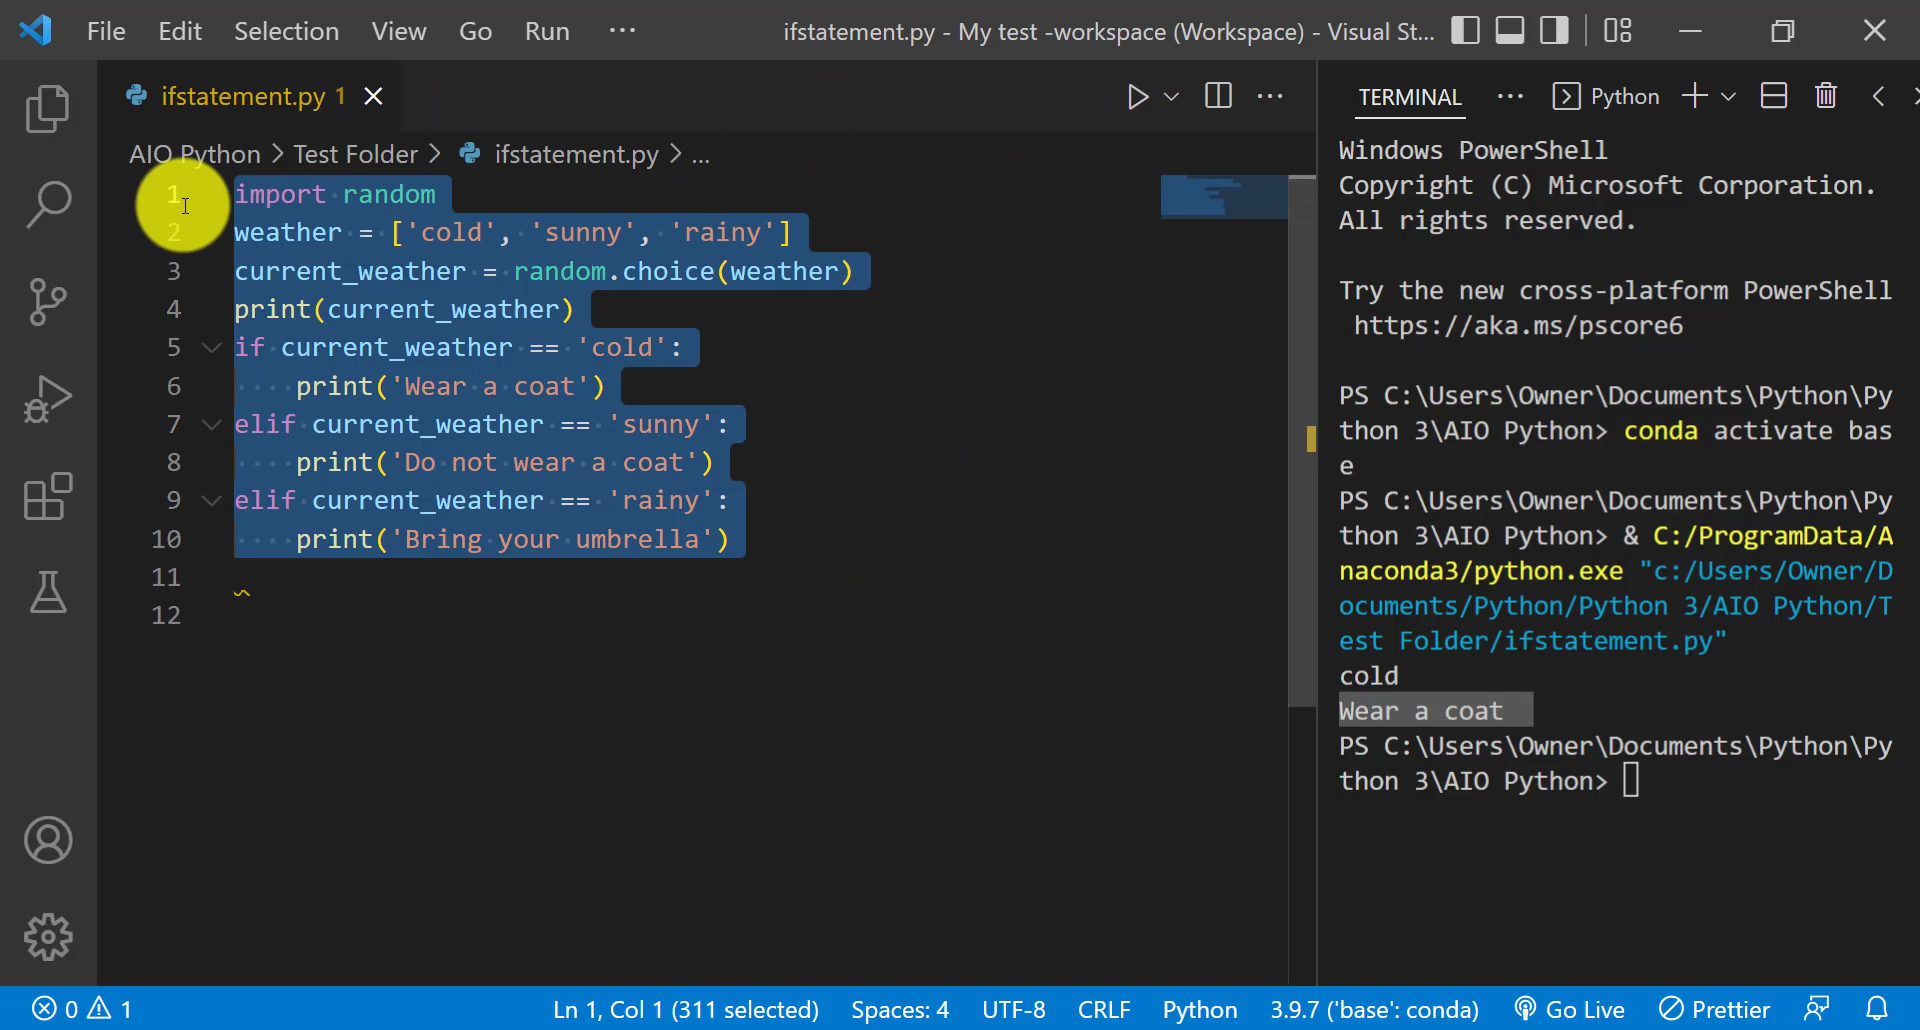 File Edit Selection View Go Run ··· ifstatement.py - My test -workspace (Workspace) - Visual St...
ifstatement.py 1
AIO Python > Test Folder > ifstatement.py > ...
1 import random
2 weather = ['cold', 'sunny', 'rainy']
3 current_weather = random.choice(weather)
4 print(current_weather)
5 if current_weather == 'cold':
6 ····print('Wear a coat')
7 elif current_weather == 'sunny':
8 ····print('Do not wear a coat')
9 elif current_weather == 'rainy':
10 ····print('Bring your umbrella')
11
12
TERMINAL ··· Python
Windows PowerShell
Copyright (C) Microsoft Corporation.
All rights reserved.
Try the new cross-platform PowerShell
https://aka.ms/pscore6
PS C:\Users\Owner\Documents\Python\Py
thon 3\AIO Python> conda activate bas
e
PS C:\Users\Owner\Documents\Python\Py
thon 3\AIO Python> & C:/ProgramData/A
naconda3/python.exe "c:/Users/Owner/D
ocuments/Python/Python 3/AIO Python/T
est Folder/ifstatement.py"
cold
Wear a coat
PS C:\Users\Owner\Documents\Python\Py
thon 3\AIO Python>
0 1 Ln 1, Col 1 (311 selected) Spaces: 4 UTF-8 CRLF Python 3.9.7 ('base': conda) Go Live Prettier